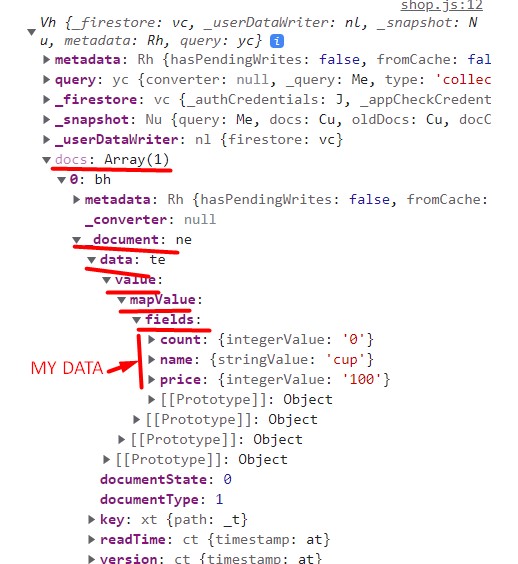 shop.js:12
Vh {_firestore: vc, _userDataWriter: nl, _snapshot: N
u, metadata: Rh, query: yc} i
metadata: Rh {hasPendingWrites: false, fromCache: fal
query: yc {converter: null, _query: Me, type: 'collec
_firestore: vc {_authCredentials: J, _appCheckCredent
_snapshot: Nu {query: Me, docs: Cu, oldDocs: Cu, docC
_userDataWriter: nl {firestore: vc}
docs: Array(1)
0: bh
metadata: Rh {hasPendingWrites: false, fromCache:
_converter: null
_document: ne
data: te
value:
mapValue:
fields:
count: {integerValue: '0'}
name: {stringValue: 'cup'}
MY DATA
price: {integerValue: '100'}
[[Prototype]]: Object
[[Prototype]]: Object
[[Prototype]]: Object
[[Prototype]]: Object
documentState: 0
documentType: 1
key: xt {path: _t}
readTime: ct {timestamp: at}
version: ct {timestamp: at}